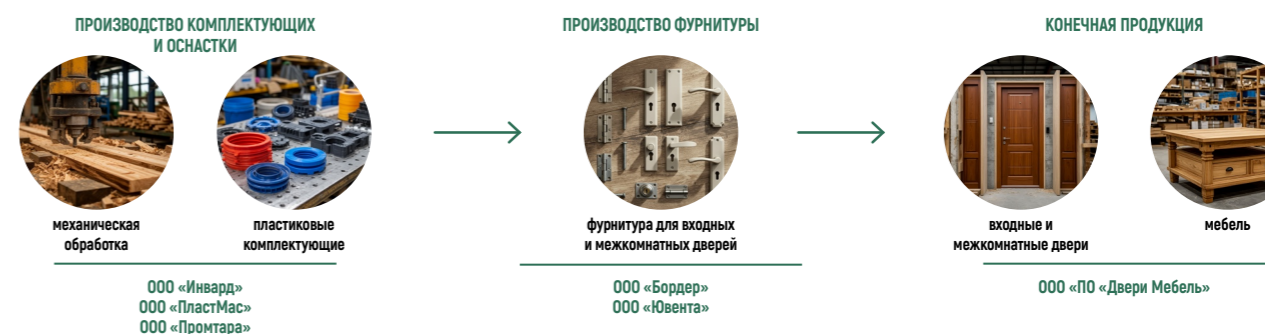 ПРОИЗВОДСТВО КОМПЛЕКТУЮЩИХ
И ОСНАСТКИ
механическая
обработка
пластиковые
комплектующие
ООО «Инвард»
ООО «ПластМас»
ООО «Промтара»
ПРОИЗВОДСТВО ФУРНИТУРЫ
фурнитура для входных
и межкомнатных дверей
ООО «Бордер»
ООО «Ювента»
КОНЕЧНАЯ ПРОДУКЦИЯ
входные и
межкомнатные двери
мебель
ООО «ПО «Двери Мебель»